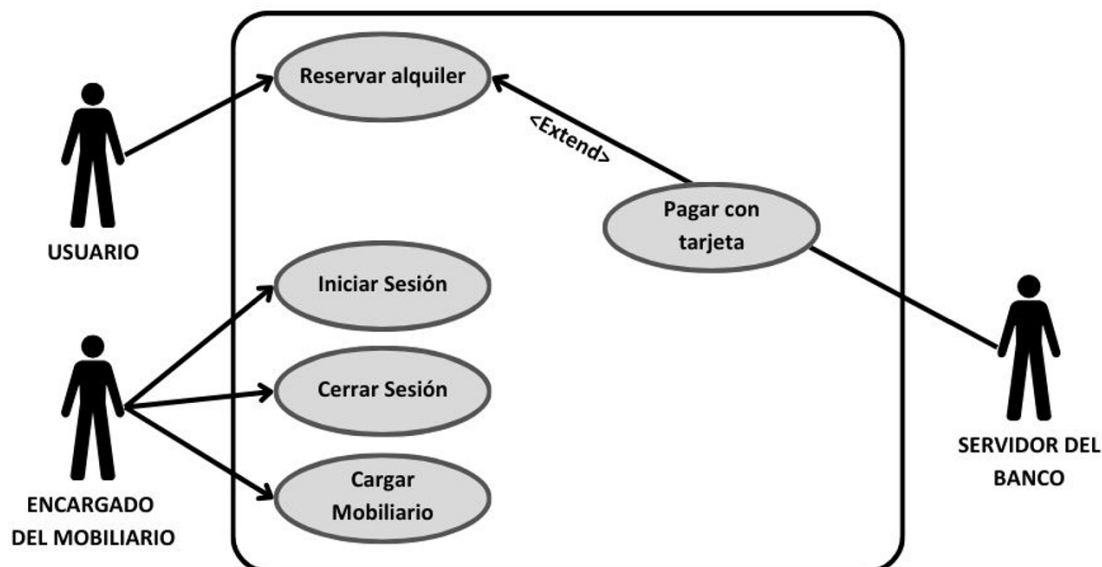 Reservar alquiler
<Extend>
Pagar con
tarjeta
USUARIO
Iniciar Sesión
Cerrar Sesión
Cargar
Mobiliario
ENCARGADO
DEL MOBILIARIO
SERVIDOR DEL
BANCO